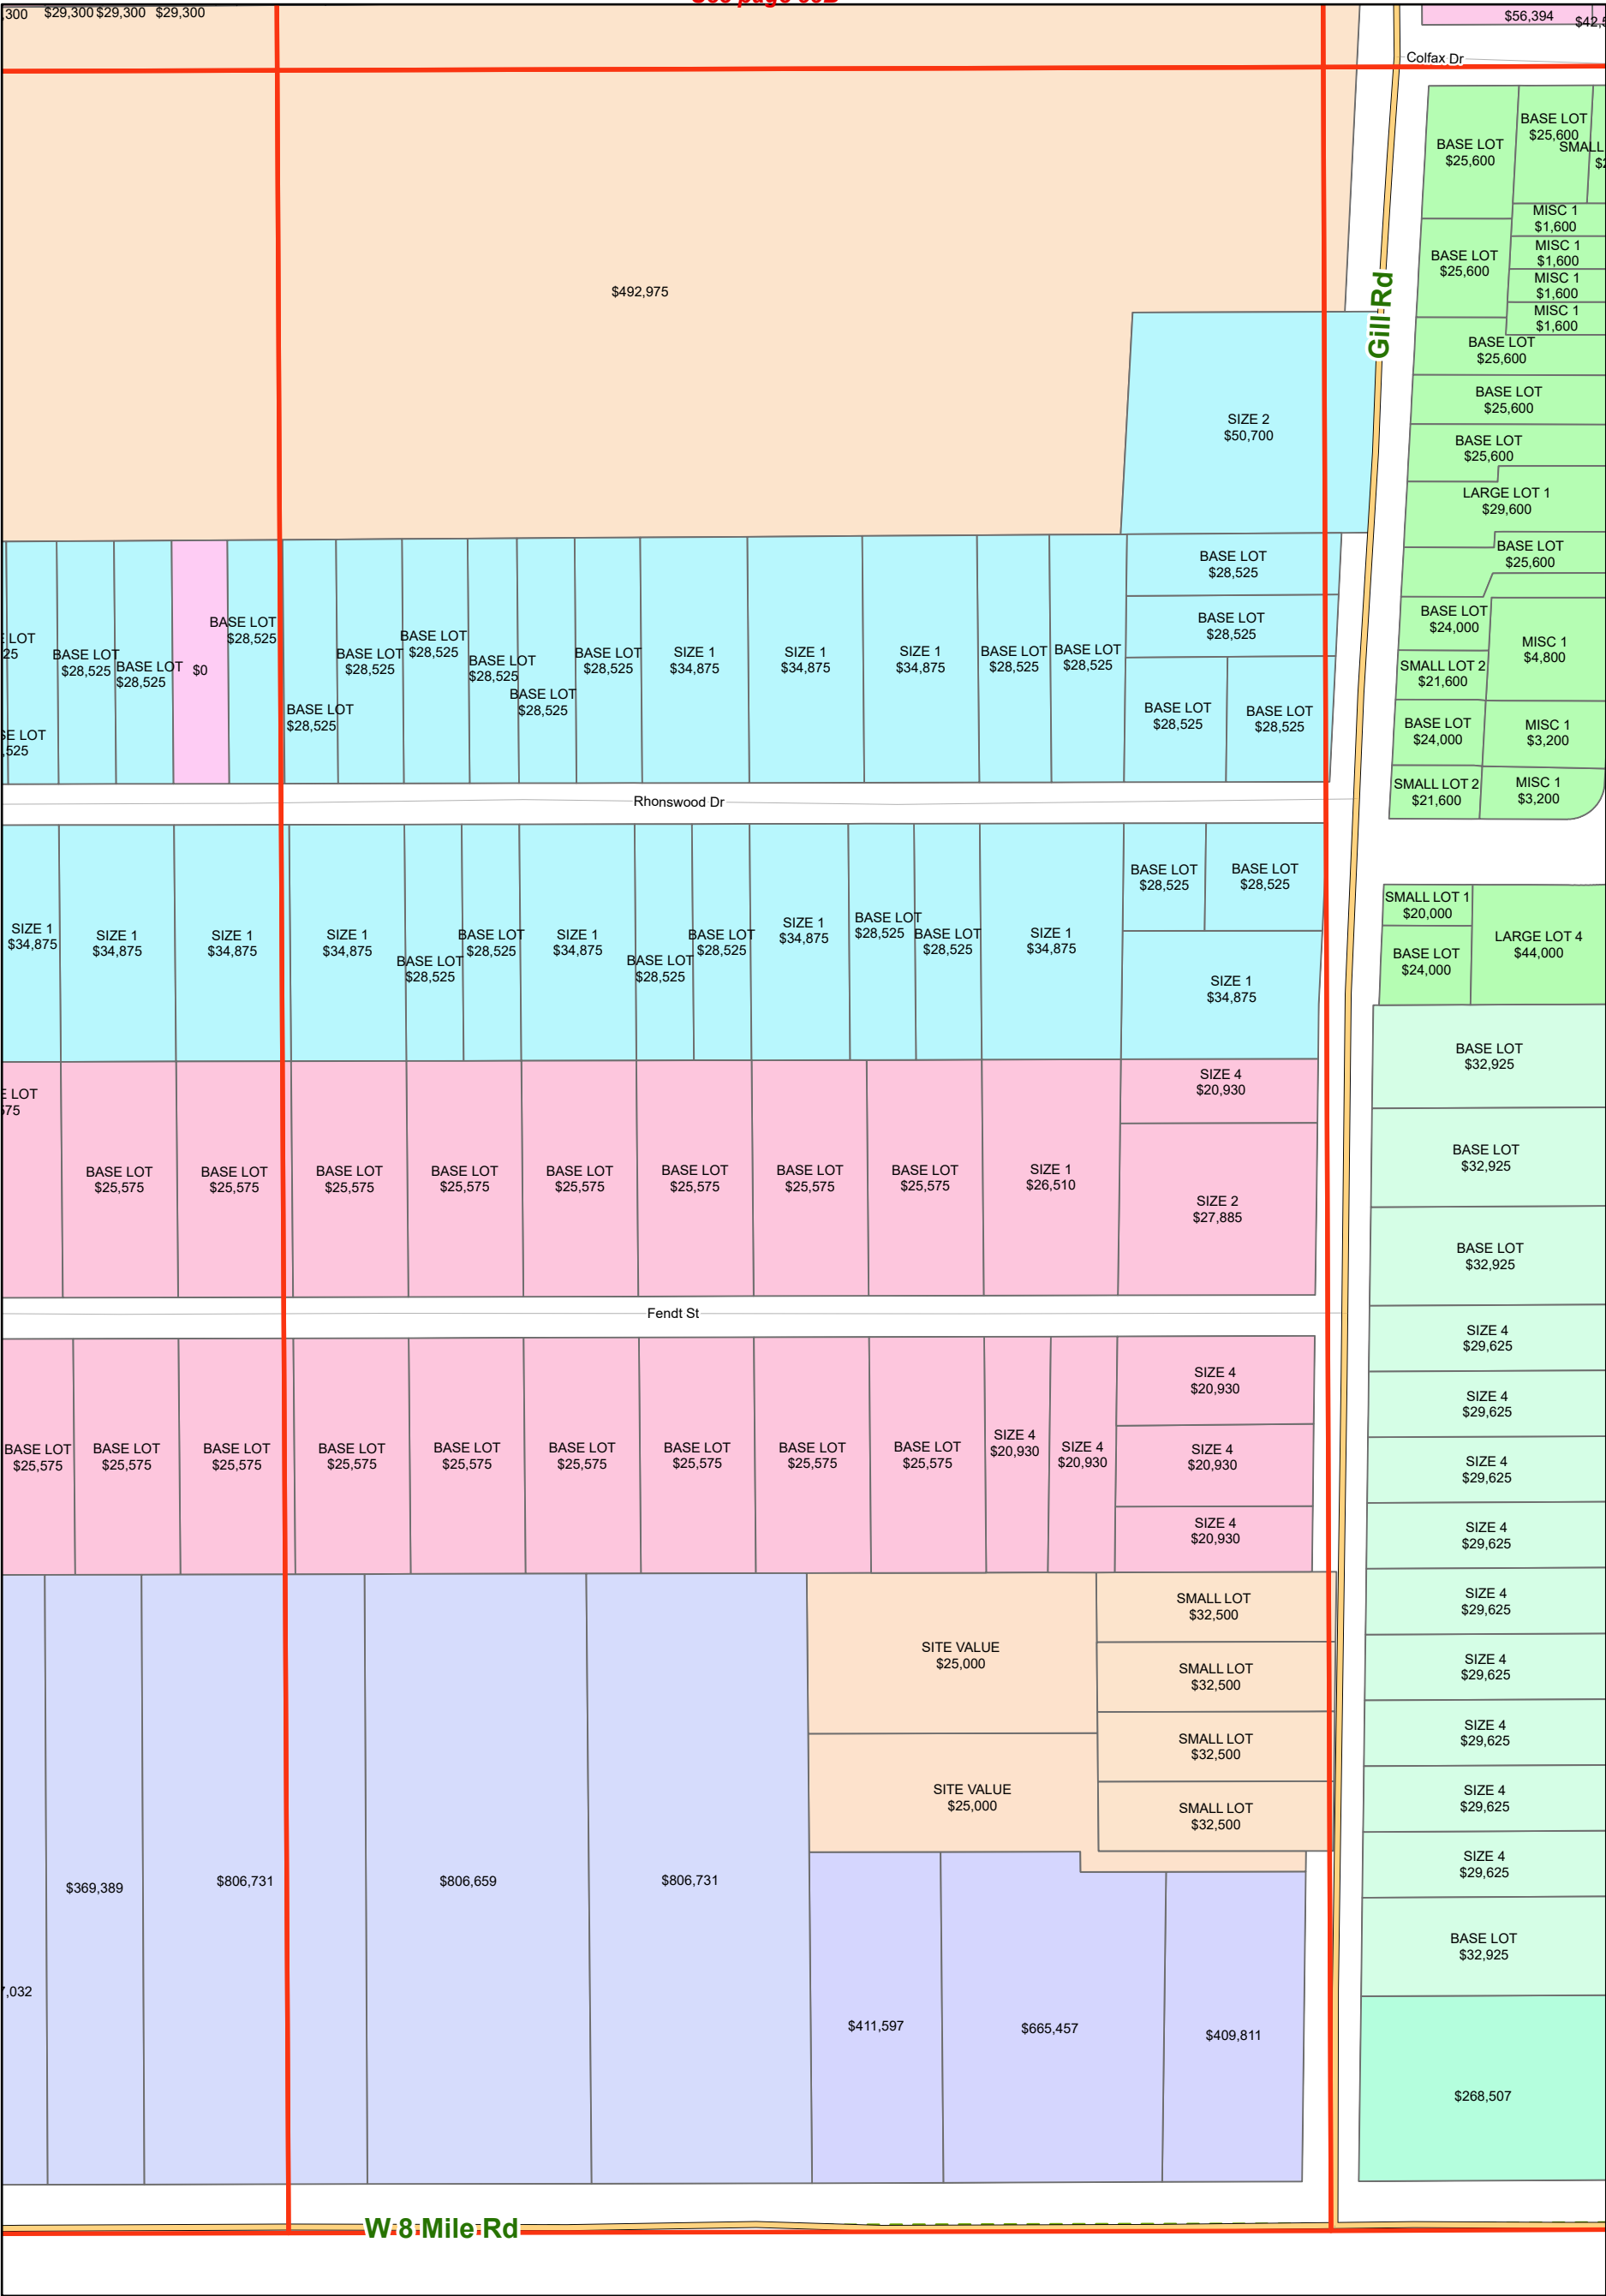 ,300
$29,300
$29,300
$29,300
$56,394
Colfax Dr
BASE LOT
$25,600
BASE LOT
$25,600
MISC 1
$1,600
MISC 1
$1,600
MISC 1
$1,600
MISC 1
$1,600
BASE LOT
$25,600
Gill Rd
$492,975
BASE LOT
$25,600
BASE LOT
$25,600
BASE LOT
$25,600
LARGE LOT 1
$29,600
BASE LOT
$25,600
SIZE 2
$50,700
BASE LOT
$28,525
BASE LOT
$28,525
BASE LOT
$24,000
MISC 1
$4,800
SMALL LOT 2
$21,600
BASE LOT
$24,000
MISC 1
$3,200
SMALL LOT 2
$21,600
MISC 1
$3,200
E LOT
25
SE LOT
,525
BASE LOT
$28,525
BASE LOT
$28,525
$0
BASE LOT
$28,525
BASE LOT
$28,525
BASE LOT
$28,525
BASE LOT
$28,525
BASE LOT
$28,525
BASE LOT
$28,525
BASE LOT
$28,525
SIZE 1
$34,875
SIZE 1
$34,875
SIZE 1
$34,875
BASE LOT
$28,525
BASE LOT
$28,525
BASE LOT
$28,525
BASE LOT
$28,525
Rhonswood Dr
SIZE 1
$34,875
SIZE 1
$34,875
SIZE 1
$34,875
SIZE 1
$34,875
BASE LOT
$28,525
BASE LOT
$28,525
SIZE 1
$34,875
BASE LOT
$28,525
BASE LOT
$28,525
SIZE 1
$34,875
BASE LOT
$28,525
BASE LOT
$28,525
SIZE 1
$34,875
BASE LOT
$28,525
BASE LOT
$28,525
SIZE 1
$34,875
SMALL LOT 1
$20,000
BASE LOT
$24,000
LARGE LOT 4
$44,000
BASE LOT
$32,925
BASE LOT
$32,925
BASE LOT
$32,925
E LOT
575
BASE LOT
$25,575
BASE LOT
$25,575
BASE LOT
$25,575
BASE LOT
$25,575
BASE LOT
$25,575
BASE LOT
$25,575
BASE LOT
$25,575
BASE LOT
$25,575
SIZE 1
$26,510
SIZE 4
$20,930
SIZE 2
$27,885
Fendt St
BASE LOT
$25,575
BASE LOT
$25,575
BASE LOT
$25,575
BASE LOT
$25,575
BASE LOT
$25,575
BASE LOT
$25,575
BASE LOT
$25,575
BASE LOT
$25,575
BASE LOT
$25,575
SIZE 4
$20,930
SIZE 4
$20,930
SIZE 4
$20,930
SIZE 4
$20,930
SIZE 4
$20,930
SIZE 4
$29,625
SIZE 4
$29,625
SIZE 4
$29,625
SIZE 4
$29,625
SIZE 4
$29,625
SIZE 4
$29,625
SIZE 4
$29,625
SIZE 4
$29,625
SIZE 4
$29,625
BASE LOT
$32,925
$268,507
SITE VALUE
$25,000
SITE VALUE
$25,000
SMALL LOT
$32,500
SMALL LOT
$32,500
SMALL LOT
$32,500
SMALL LOT
$32,500
7,032
$369,389
$806,731
$806,659
$806,731
$411,597
$665,457
$409,811
W 8 Mile Rd